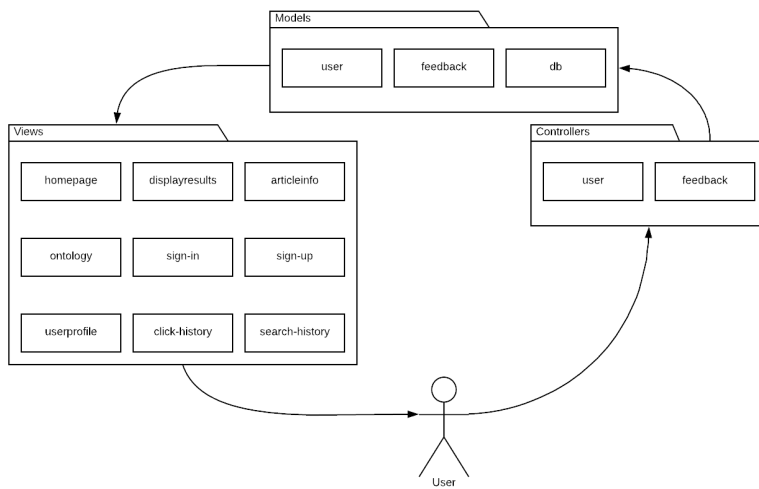 Models
user
feedback
db
Views
homepage
displayresults
articleinfo
ontology
sign-in
sign-up
userprofile
click-history
search-history
Controllers
user
feedback
User